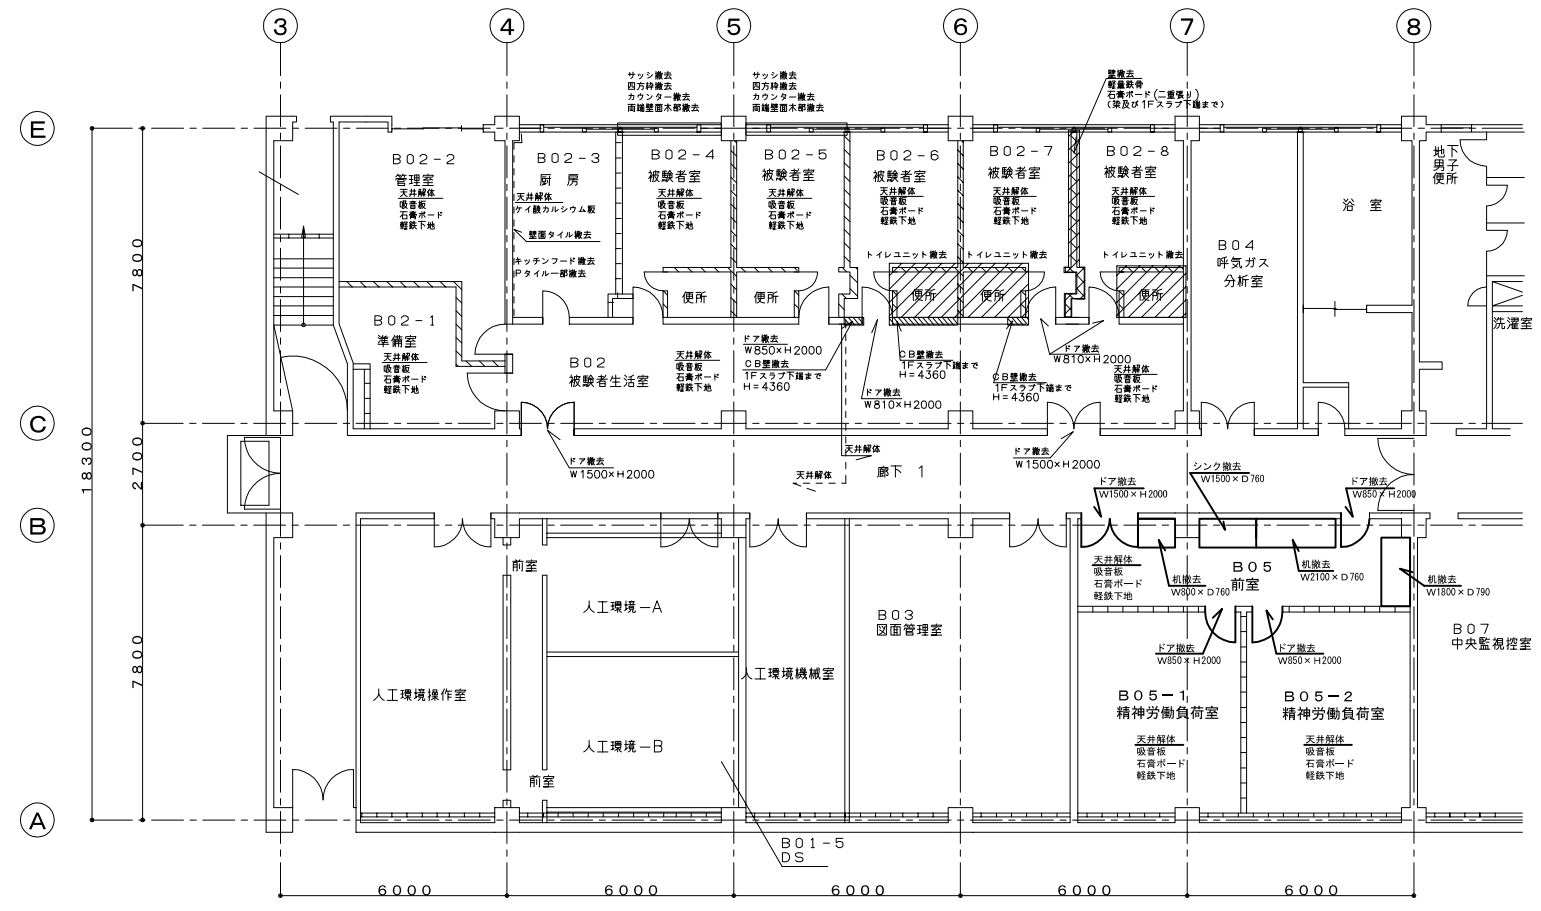 3
4
5
6
7
8
E
C
B
A
サッシ撤去
四方枠撤去
カウンター撤去
両端壁面木部撤去
サッシ撤去
四方枠撤去
カウンター撤去
両端壁面木部撤去
壁撤去
軽量鉄骨
石膏ボード(二重張り)
(梁及び1Fスラブ下端まで)
B02-2
管理室
天井解体
吸音板
石膏ボード
軽鉄下地
B02-3
厨 房
天井解体
ケイ酸カルシウム板
壁面タイル撤去
キッチンフード撤去
Pタイル一部撤去
B02-4
被験者室
天井解体
吸音板
石膏ボード
軽鉄下地
B02-5
被験者室
天井解体
吸音板
石膏ボード
軽鉄下地
B02-6
被験者室
天井解体
吸音板
石膏ボード
軽鉄下地
B02-7
被験者室
天井解体
吸音板
石膏ボード
軽鉄下地
B02-8
被験者室
天井解体
吸音板
石膏ボード
軽鉄下地
トイレユニット撤去
トイレユニット撤去
トイレユニット撤去
便所
便所
便所
便所
便所
B04
呼気ガス
分析室
浴 室
地下
男子
便所
洗濯室
B02-1
準備室
天井解体
吸音板
石膏ボード
軽鉄下地
B02
被験者生活室
天井解体
吸音板
石膏ボード
軽鉄下地
ドア撤去
W850×H2000
CB壁撤去
1Fスラブ下端まで
H=4360
CB壁撤去
1Fスラブ下端まで
H=4360
ドア撤去
W810×H2000
CB壁撤去
1Fスラブ下端まで
H=4360
ドア撤去
W810×H2000
天井解体
吸音板
石膏ボード
軽鉄下地
ドア撤去
W1500×H2000
天井解体
天井解体
廊下 1
ドア撤去
W1500×H2000
ドア撤去
W1500×H2000
シンク撤去
W1500×D760
ドア撤去
W850×H2000
天井解体
吸音板
石膏ボード
軽鉄下地
机撤去
W800×D760
B05
前室
机撤去
W2100×D760
机撤去
W1800×D790
前室
人工環境-A
B03
図面管理室
B07
中央監視控室
ドア撤去
W850×H2000
ドア撤去
W850×H2000
人工環境操作室
人工環境機械室
B05-1
精神労働負荷室
天井解体
吸音板
石膏ボード
軽鉄下地
B05-2
精神労働負荷室
天井解体
吸音板
石膏ボード
軽鉄下地
人工環境-B
前室
B01-5
DS
7800
2700
7800
18300
6000
6000
6000
6000
6000